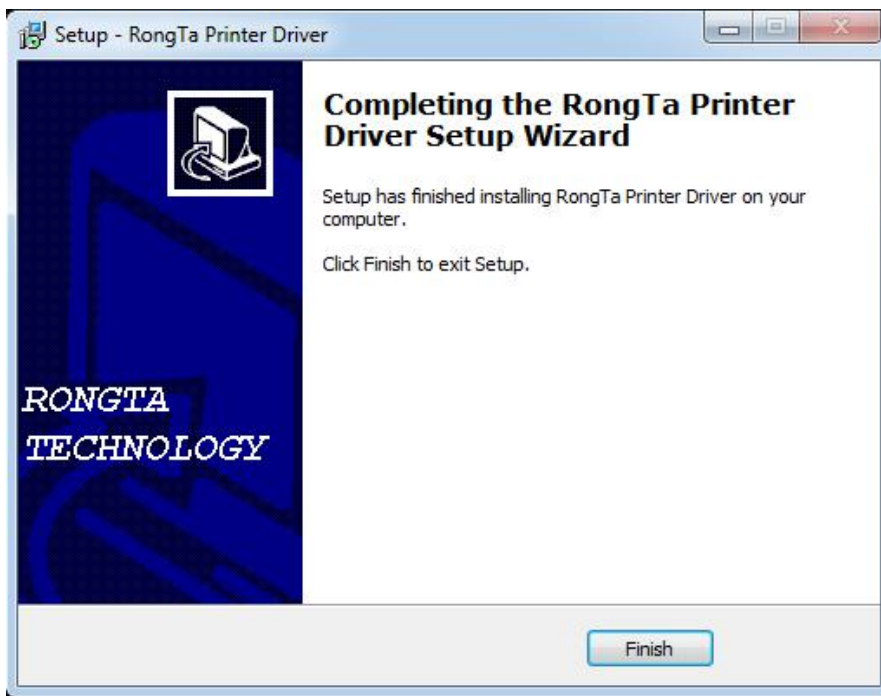 Setup - RongTa Printer Driver
Completing the RongTa Printer
Driver Setup Wizard
Setup has finished installing RongTa Printer Driver on your
computer.
Click Finish to exit Setup.
RONGTA
TECHNOLOGY
Finish